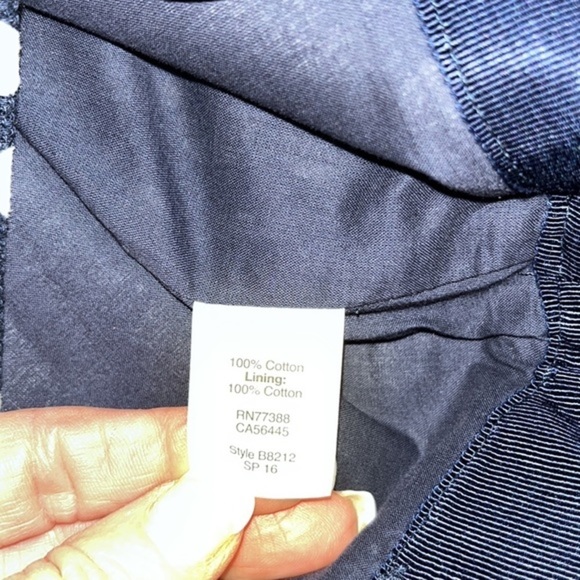 100% Cotton
Lining:
100% Cotton
RN77388
CA56445
Style B8212
SP 16